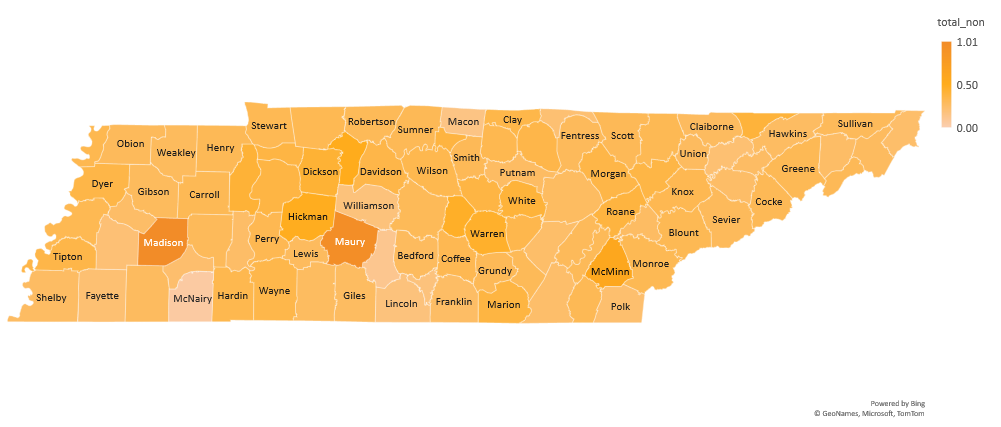 total_non
1.01
0.50
0.00
Stewart
Robertson
Sumner
Macon
Clay
Fentress
Scott
Claiborne
Hawkins
Sullivan
Obion
Weakley
Henry
Dickson
Davidson
Wilson
Smith
Putnam
Morgan
Union
Greene
Dyer
Gibson
Carroll
Williamson
White
Knox
Cocke
Hickman
Roane
Sevier
Madison
Perry
Maury
Warren
Blount
Tipton
Lewis
Bedford
Coffee
Grundy
McMinn
Monroe
Shelby
Fayette
McNairy
Hardin
Wayne
Giles
Lincoln
Franklin
Marion
Polk
Powered by Bing
© GeoNames, Microsoft, TomTom